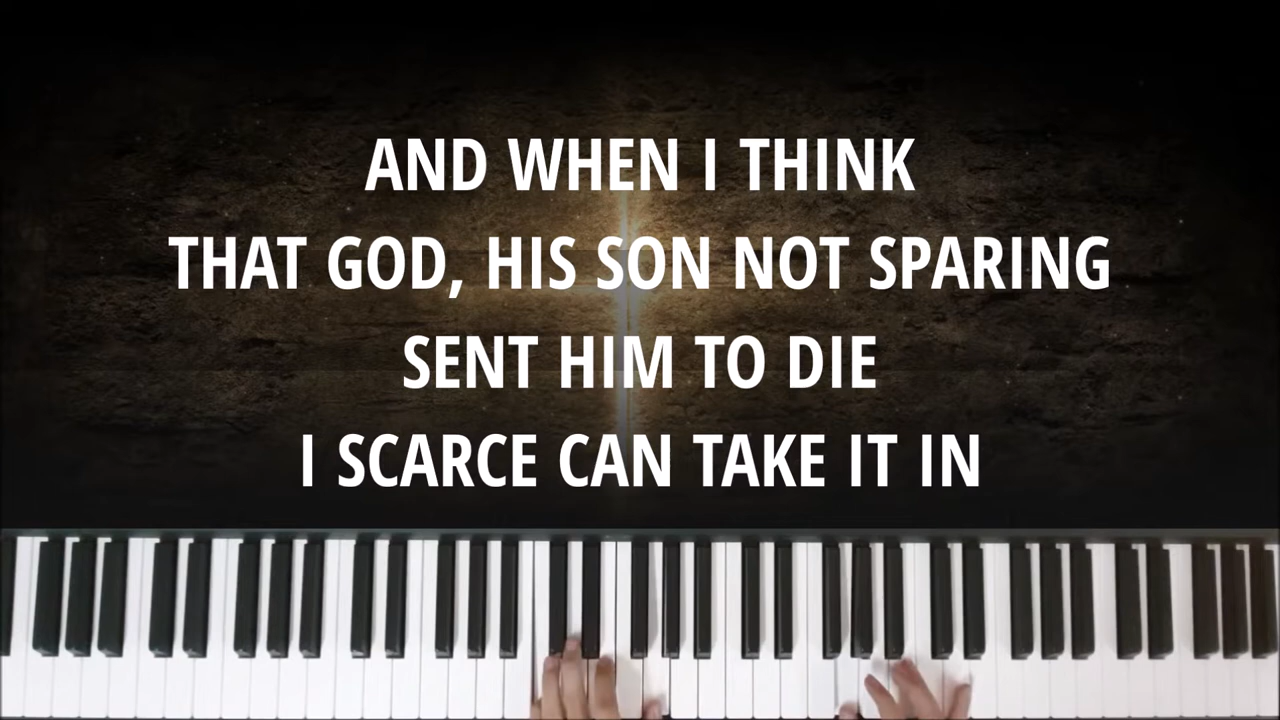 AND WHEN I THINK
THAT GOD, HIS SON NOT SPARING
SENT HIM TO DIE
I SCARCE CAN TAKE IT IN